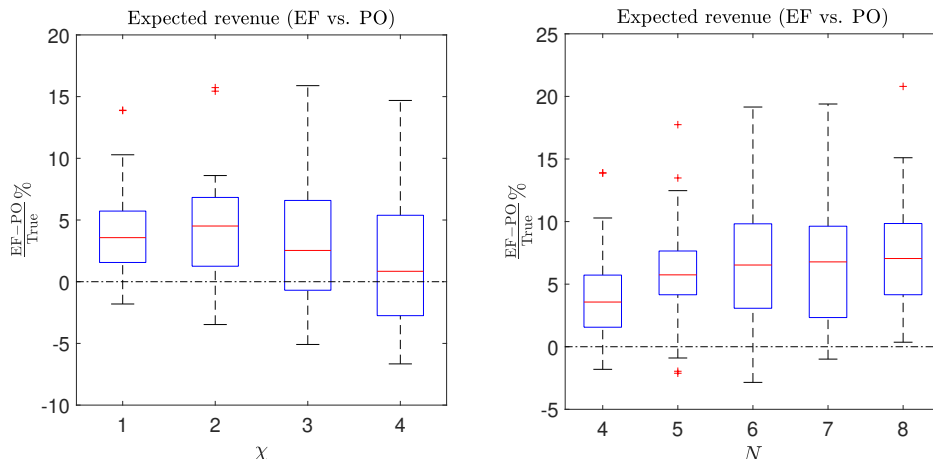 Expected revenue (EF vs. PO)
20
15
10
5
0
-5
-10
EF−PO
True
%
1 2 3 4
χ
Expected revenue (EF vs. PO)
25
20
15
10
5
0
-5
EF−PO
True
%
4 5 6 7 8
N